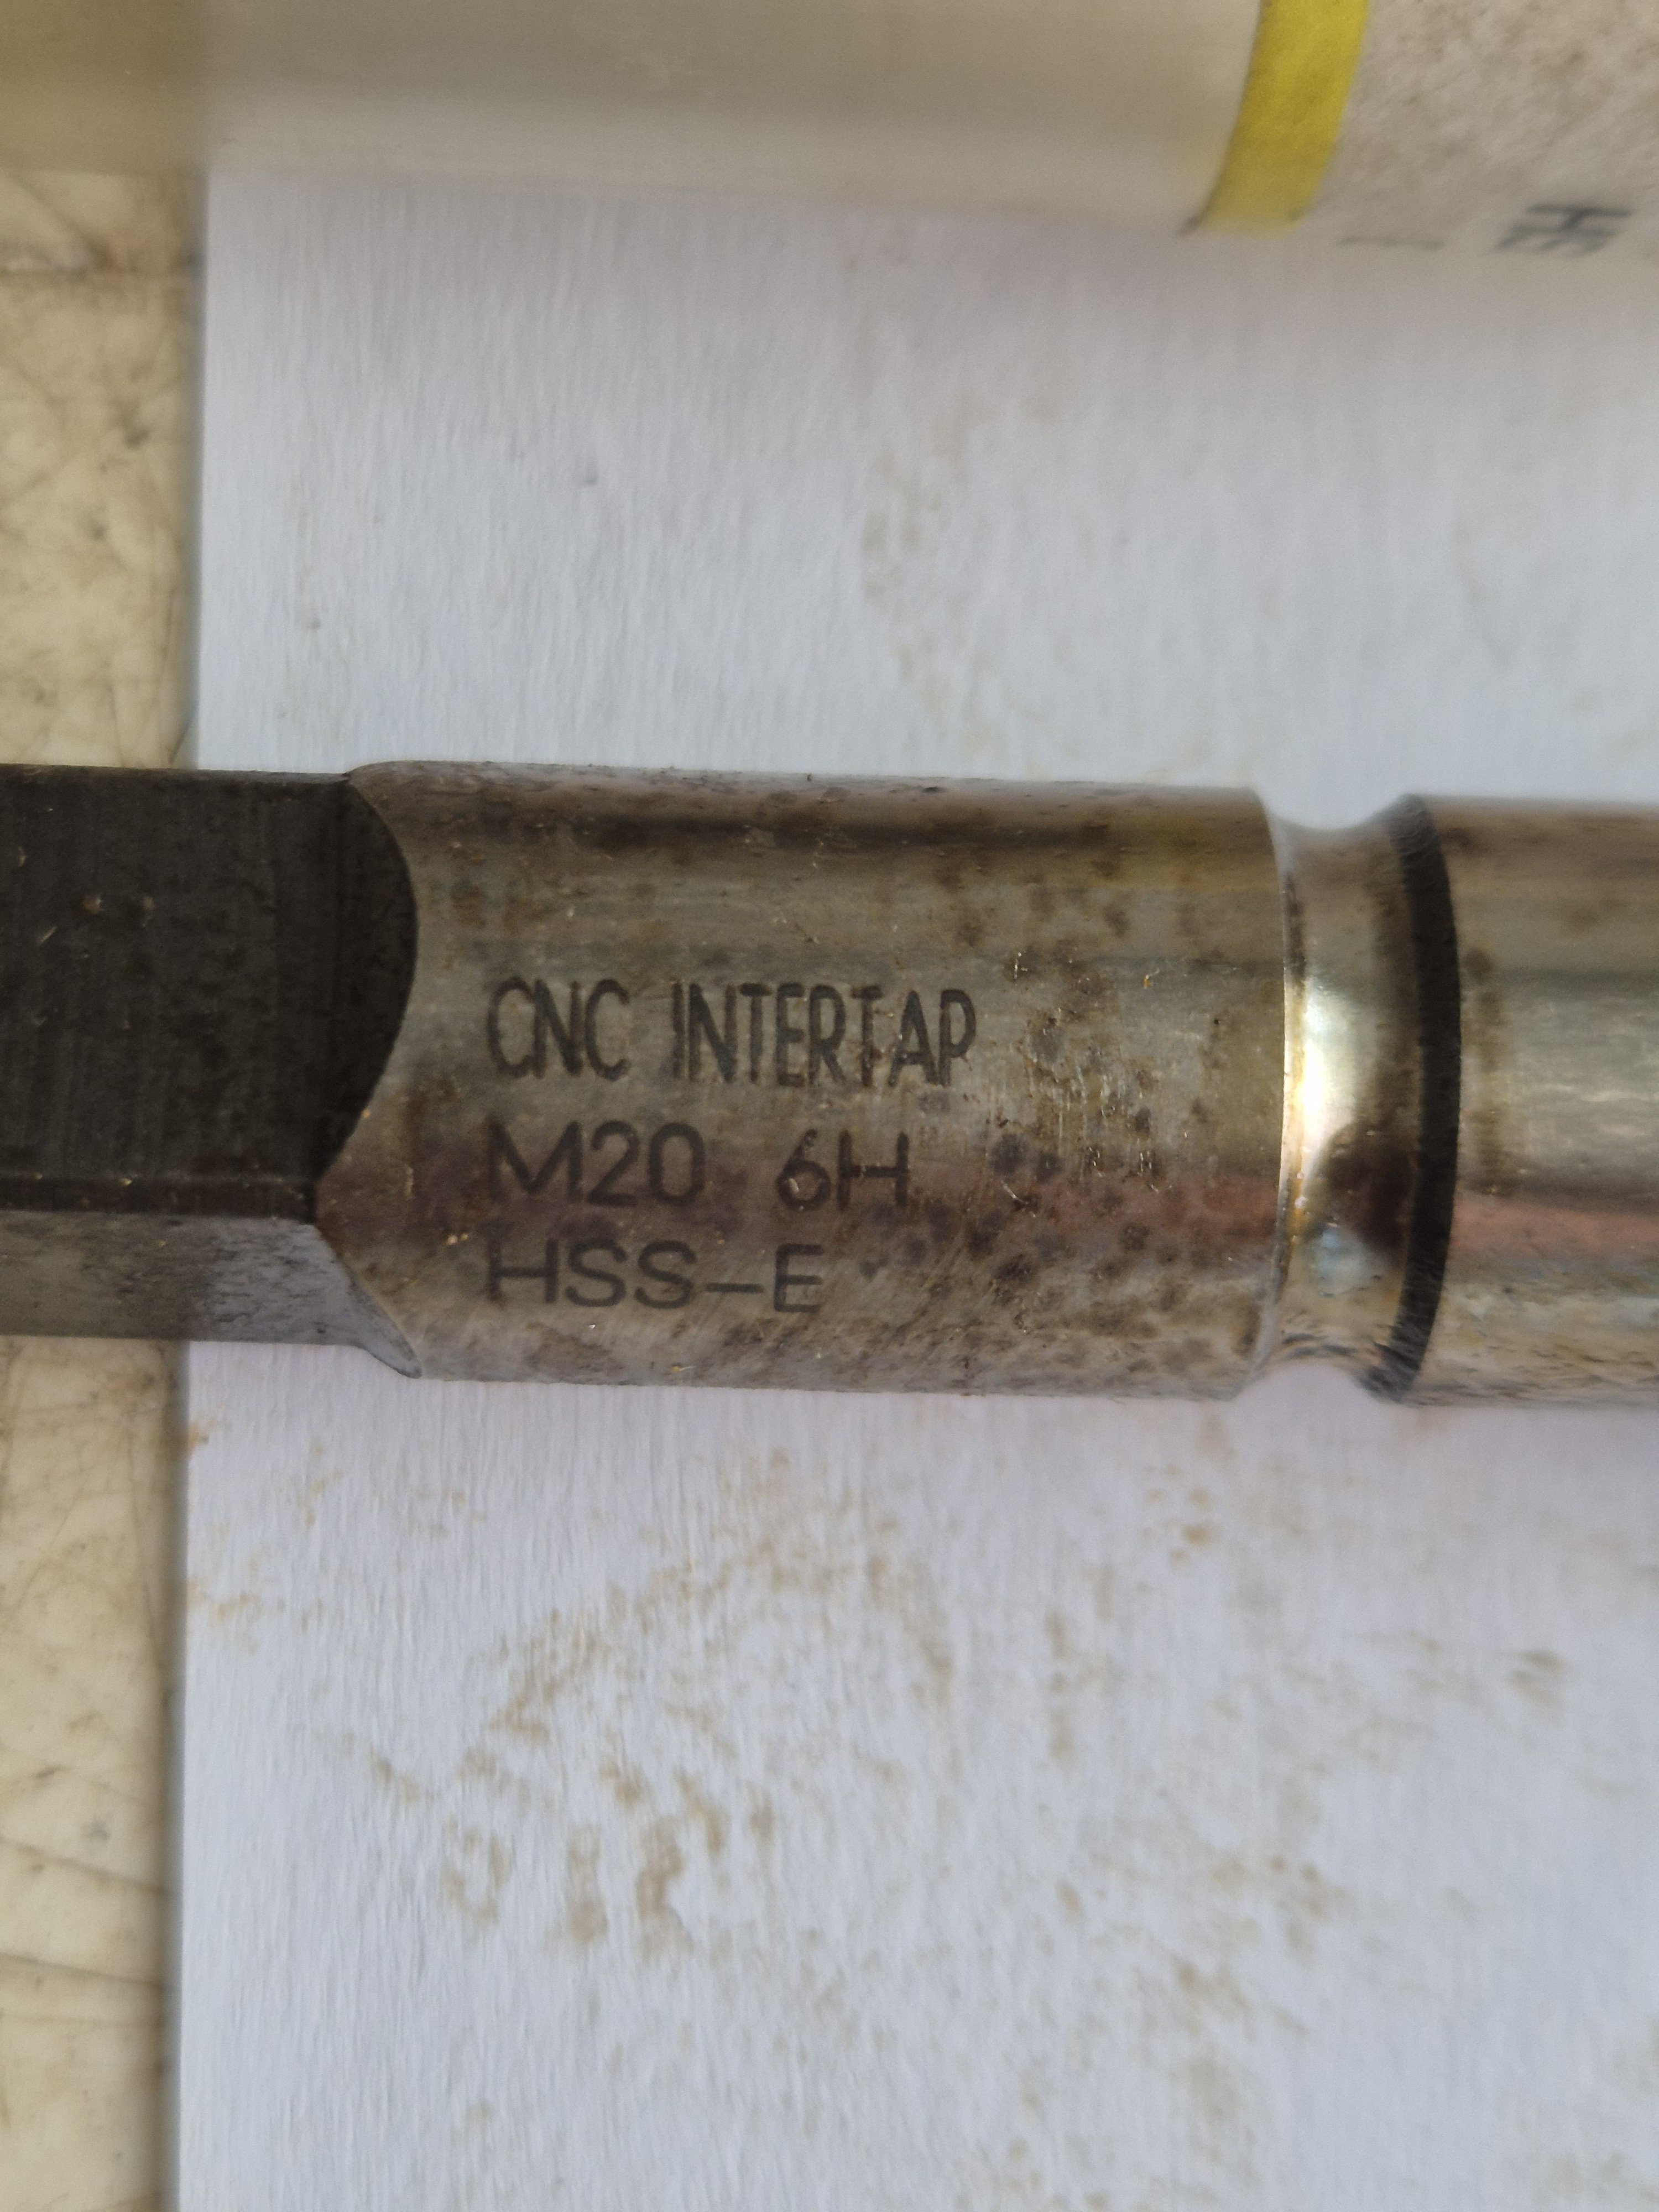 CNC INTERTAP
M20 6H
HSS-E